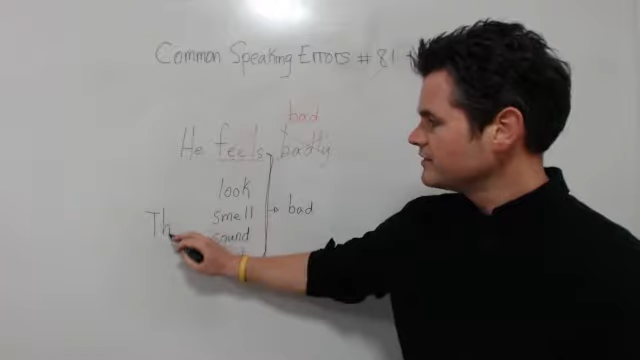 Common Speaking Errors # 81
bad
He feels badly
look
smell → bad
Th
sound